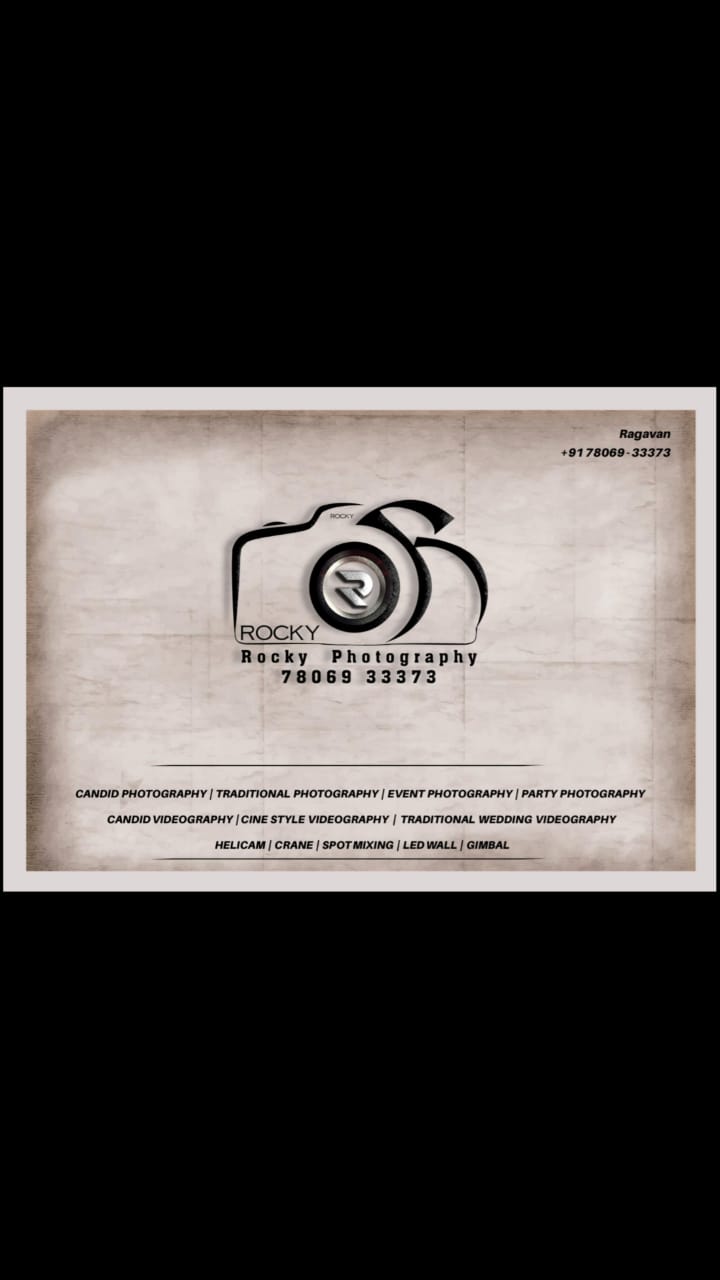 Ragavan
+91 78069-33373
ROCKY
ROCKY
Rocky Photography
78069 33373
CANDID PHOTOGRAPHY | TRADITIONAL PHOTOGRAPHY | EVENT PHOTOGRAPHY | PARTY PHOTOGRAPHY
CANDID VIDEOGRAPHY | CINE STYLE VIDEOGRAPHY | TRADITIONAL WEDDING VIDEOGRAPHY
HELICAM | CRANE | SPOT MIXING | LED WALL | GIMBAL